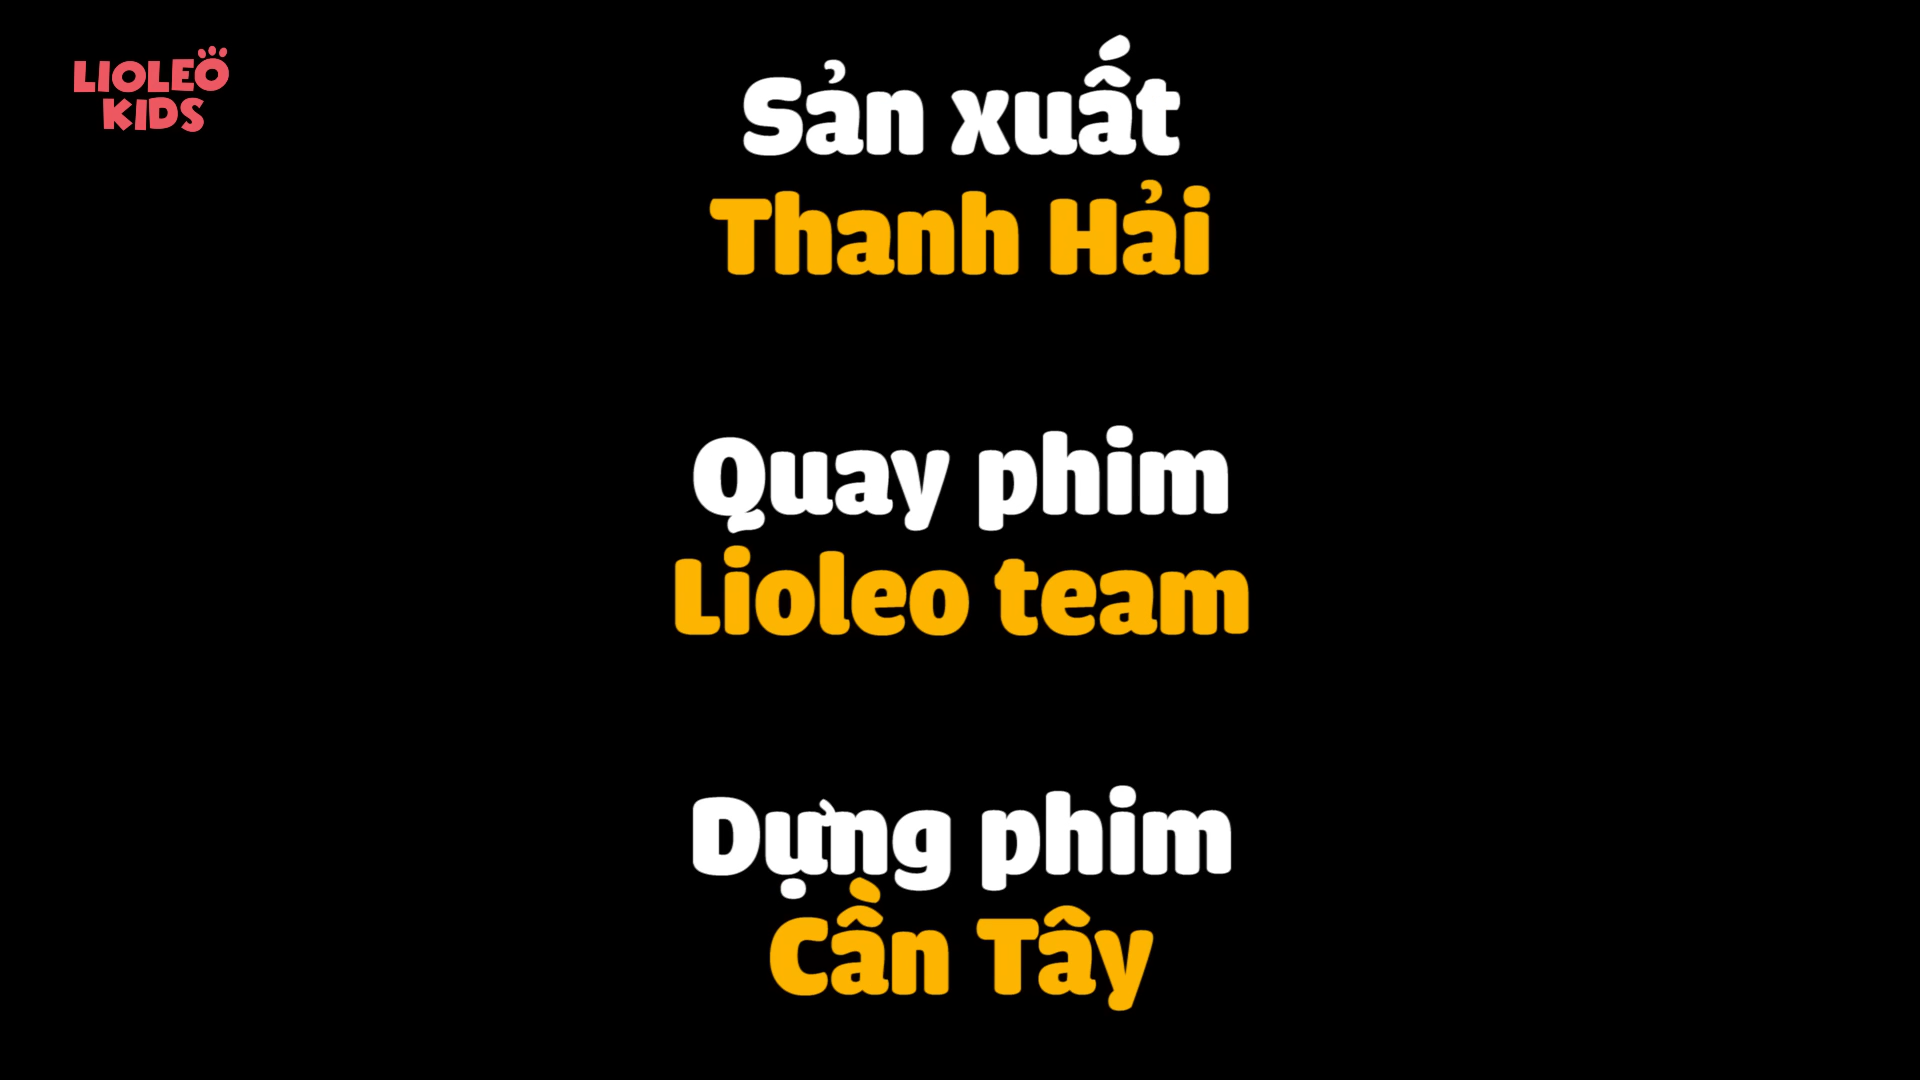 LIOLEO
KIDS
Sản xuất
Thanh Hải
Quay phim
Lioleo team
Dựng phim
Cần Tây